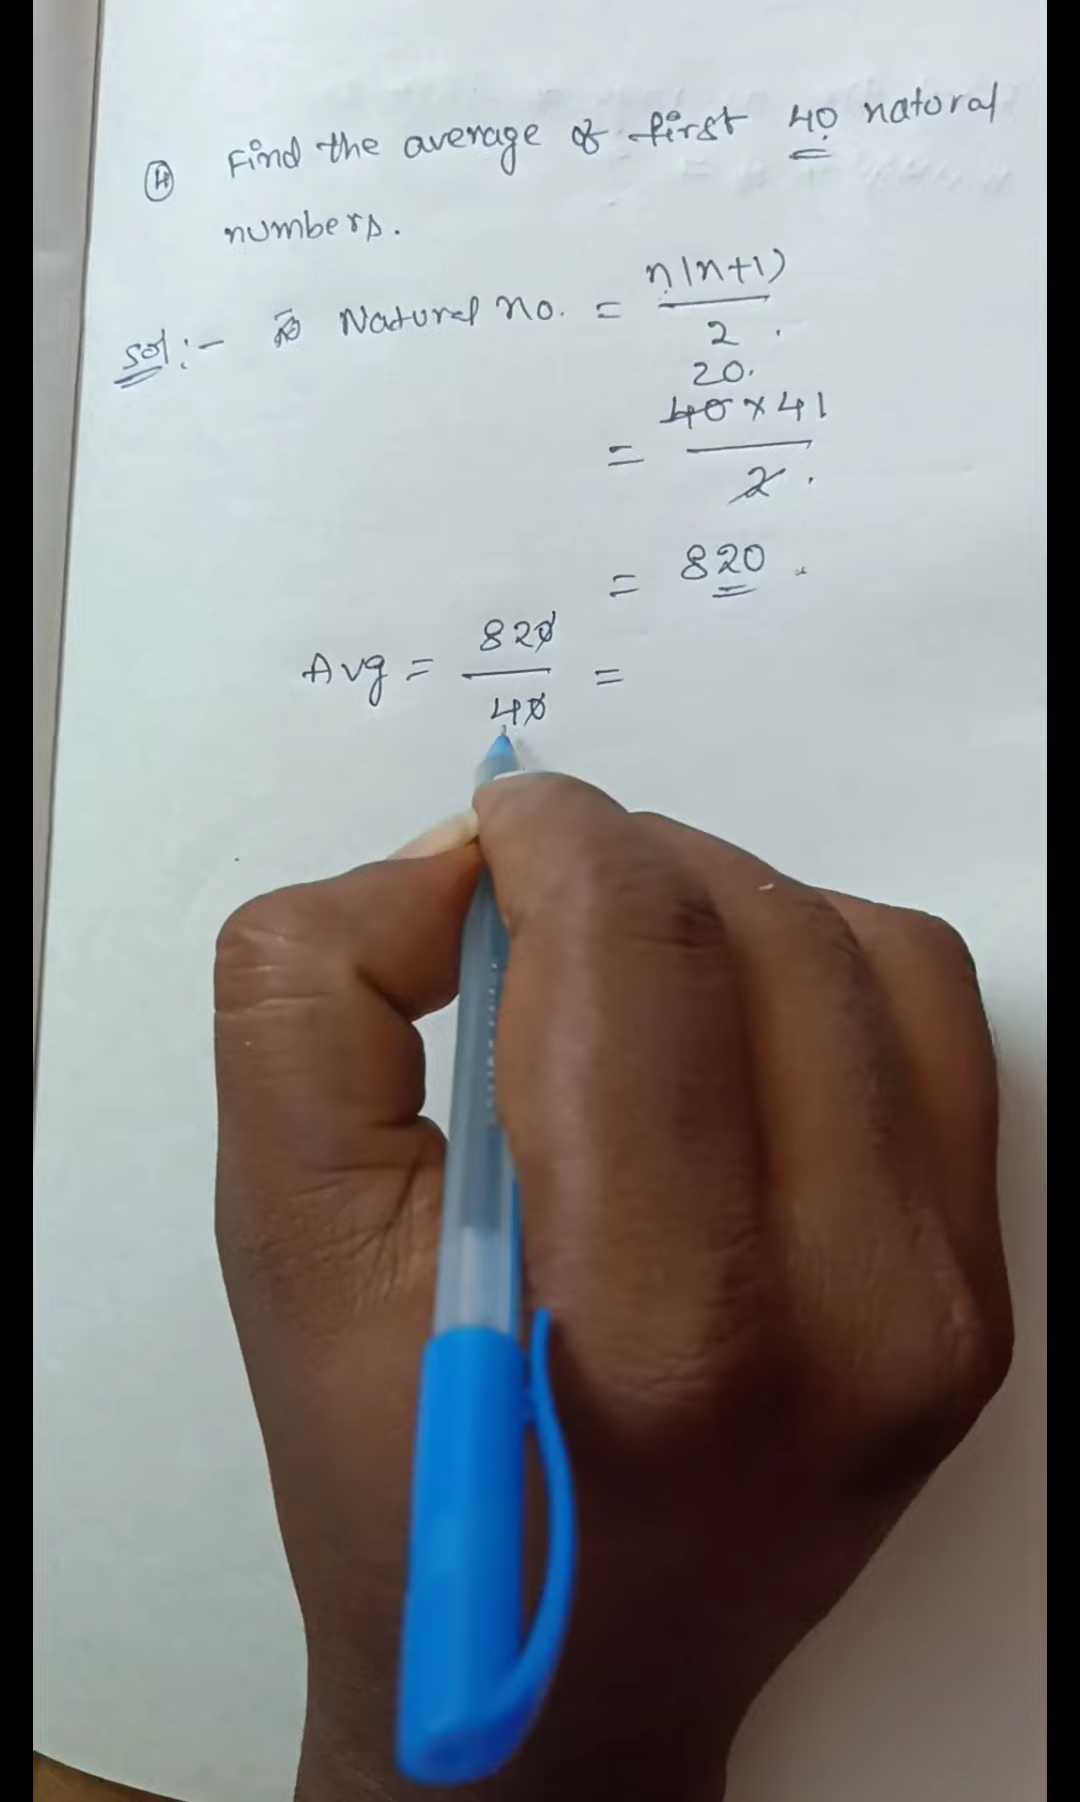 ④ Find the average of first 40 natoral
numbers.
Sol:- Natural no. = n(n+1)
2
20.
= 40×41
2
= 820
Avg = 820
40 =